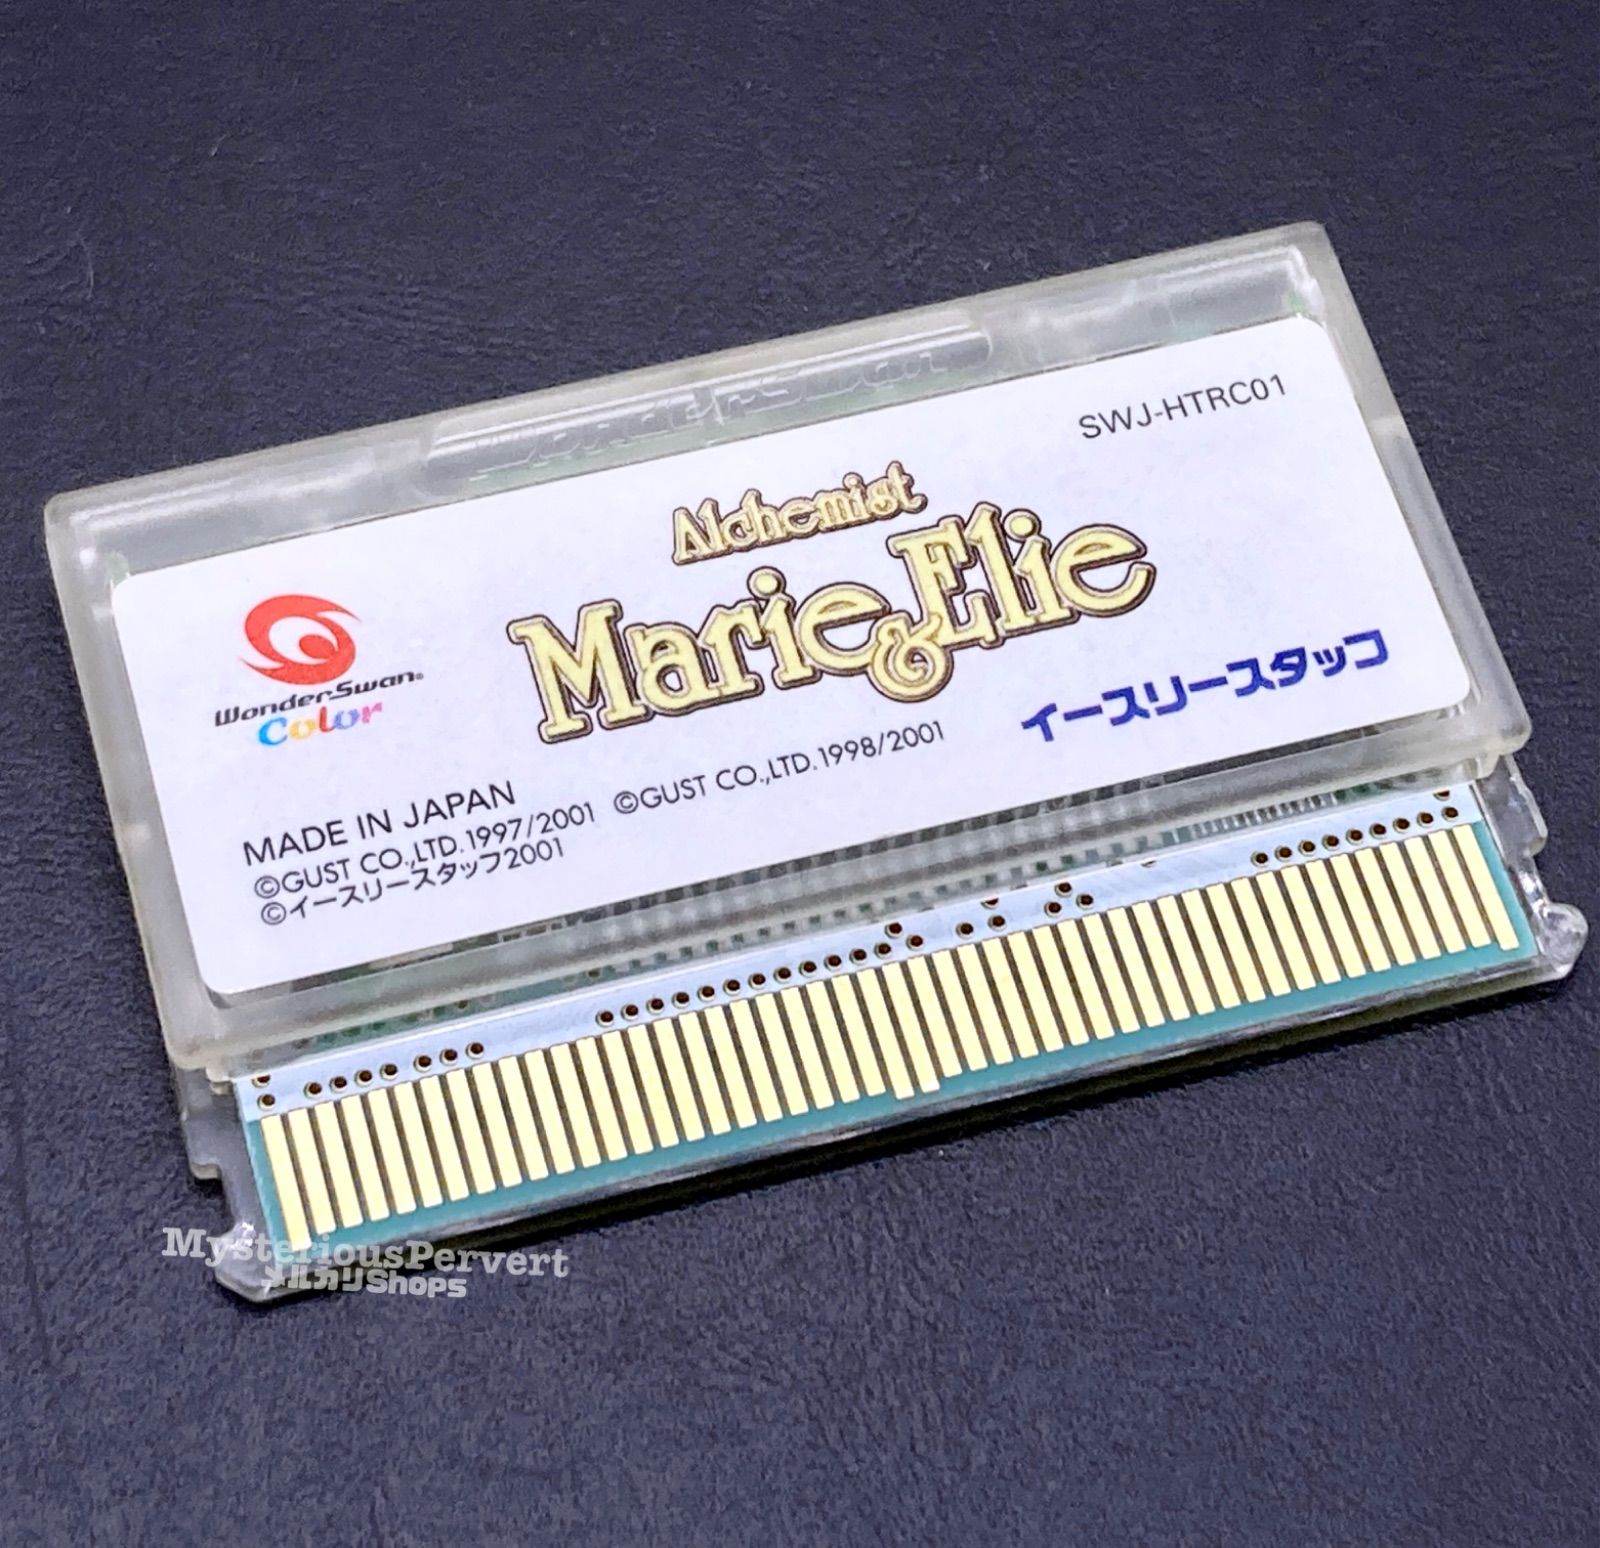 WonderSwan
SWJ-HTRC01
Alchemist
Marie & Elie
WonderSwan
Color
イースリースタッフ
MADE IN JAPAN
©GUST CO.,LTD.1997/2001 ©GUST CO.,LTD.1998/2001
©イースリースタッフ2001
MysteriousPervert
メルカリShops